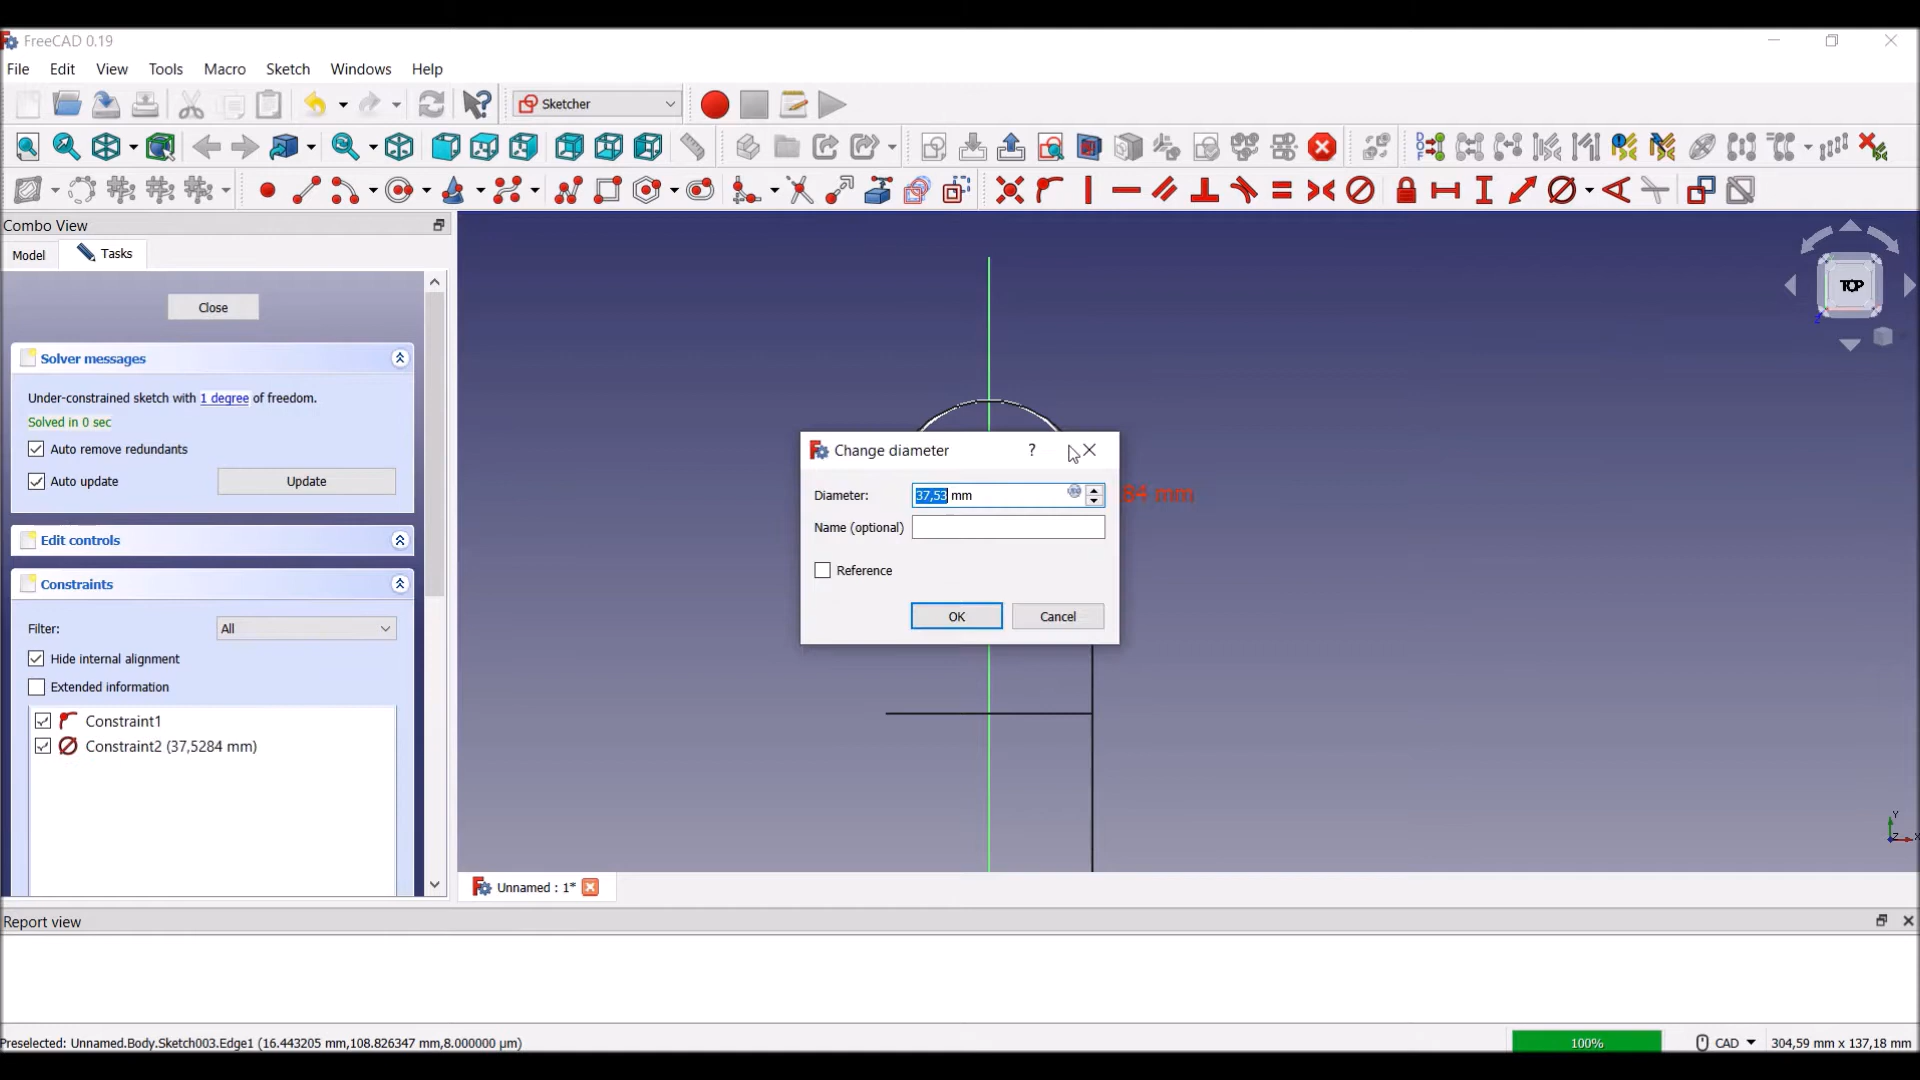 FreeCAD 0.19
File Edit View Tools Macro Sketch Windows Help
Sketcher
Combo View
Model Tasks
Close
Solver messages
Under-constrained sketch with 1 degree of freedom.
Solved in 0 sec
Auto remove redundants
Auto update Update
Edit controls
Constraints
Filter: All
Hide internal alignment
Extended information
Constraint1
Constraint2 (37,5284 mm)
TOP
Change diameter ?
Diameter: 37,53 mm
84 mm
Name (optional)
Reference
OK Cancel
Y
Z X
Unnamed : 1*
Report view
Preselected: Unnamed.Body.Sketch003.Edge1 (16.443205 mm,108.826347 mm,8.000000 µm)
100% CAD 304,59 mm x 137,18 mm